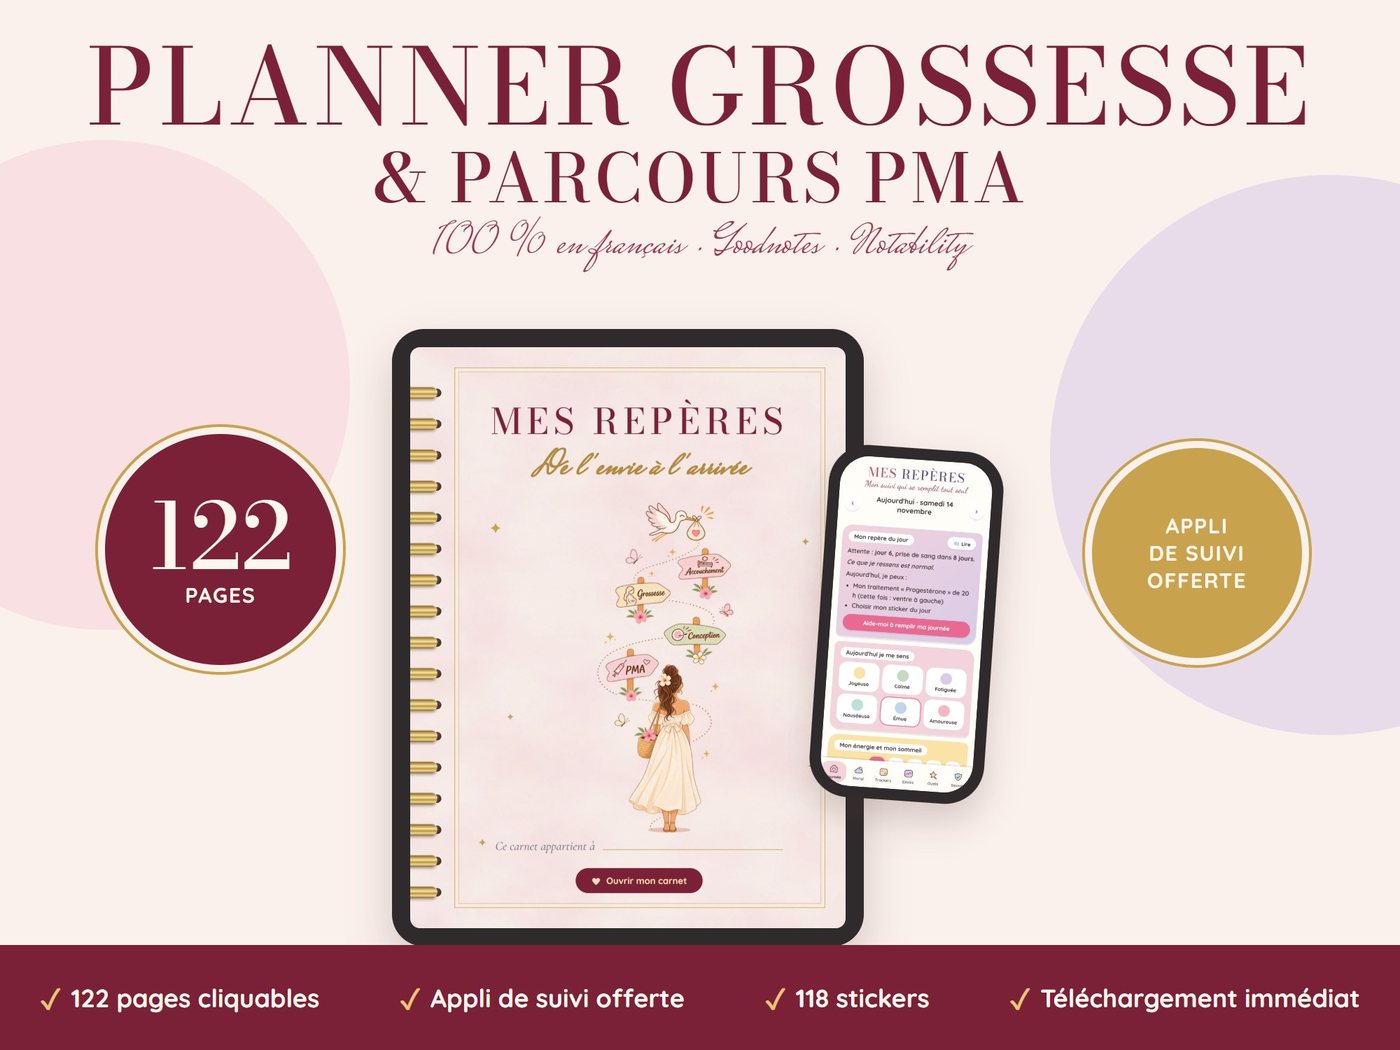 PLANNER GROSSESSE
& PARCOURS PMA
100 % en français · Goodnotes · Notability
122
PAGES
MES REPÈRES
De l'envie à l'arrivée
Accouchement
Grossesse
Conception
PMA
Ce carnet appartient à
Ouvrir mon carnet
MES REPÈRES
Mon suivi qui se remplit tout seul
Aujourd'hui · samedi 14
novembre
Mon repère du jour
Lire
Attente : jour 6, prise de sang dans 8 jours.
Ce que je ressens est normal.
Aujourd'hui, je peux :
• Mon traitement « Progestérone » de 20
h (cette fois : ventre à gauche)
• Choisir mon sticker du jour
Aide-moi à remplir ma journée
Aujourd'hui je me sens
Joyeuse
Calme
Fatiguée
Nauséeuse
Émue
Amoureuse
Mon énergie et mon sommeil
Trackers
Outils
APPLI
DE SUIVI
OFFERTE
✓ 122 pages cliquables
✓ Appli de suivi offerte
✓ 118 stickers
✓ Téléchargement immédiat